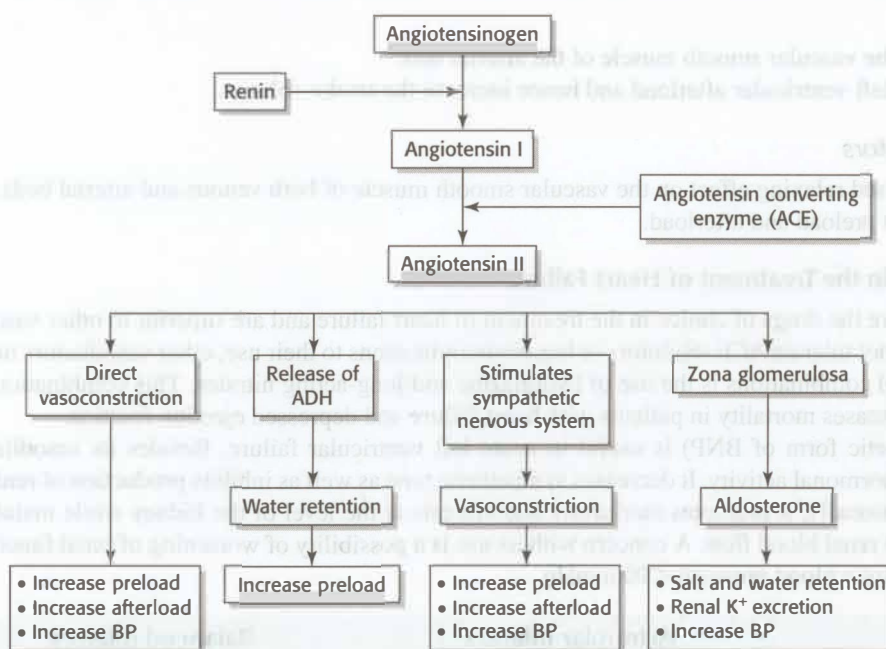 Angiotensinogen
Renin
Angiotensin I
Angiotensin converting
enzyme (ACE)
Angiotensin II
Direct
vasoconstriction
Release of
ADH
Stimulates
sympathetic
nervous system
Zona glomerulosa
Water retention
Vasoconstriction
Aldosterone
• Increase preload
• Increase afterload
• Increase BP
Increase preload
• Increase preload
• Increase afterload
• Increase BP
• Salt and water retention
• Renal K⁺ excretion
• Increase BP